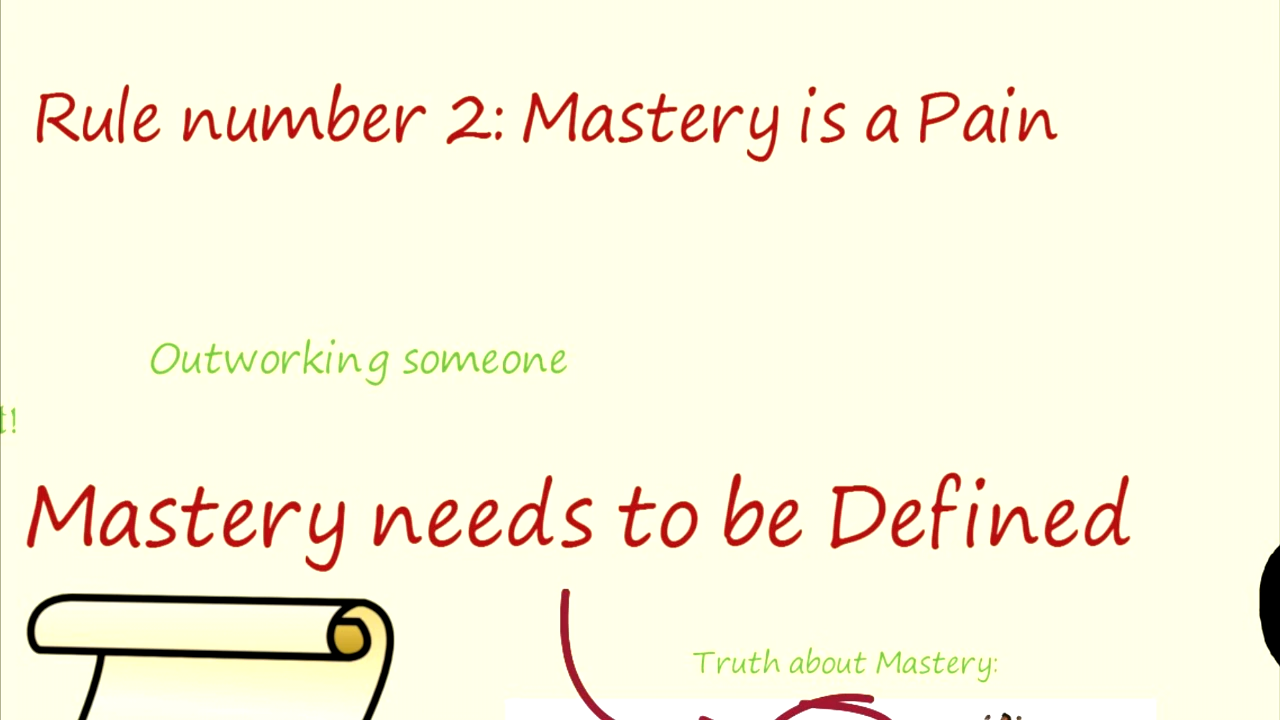 Rule number 2: Mastery is a Pain
Outworking someone
t!
Mastery needs to be Defined
Truth about Mastery: